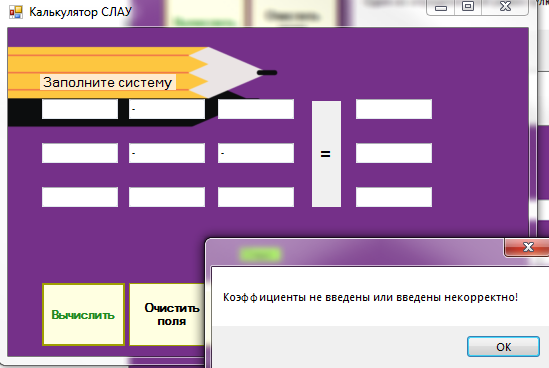 Калькулятор СЛАУ
Заполните систему
-
- -
=
Коэффициенты не введены или введены некорректно!
Вычислить
Очистить
поля
OK